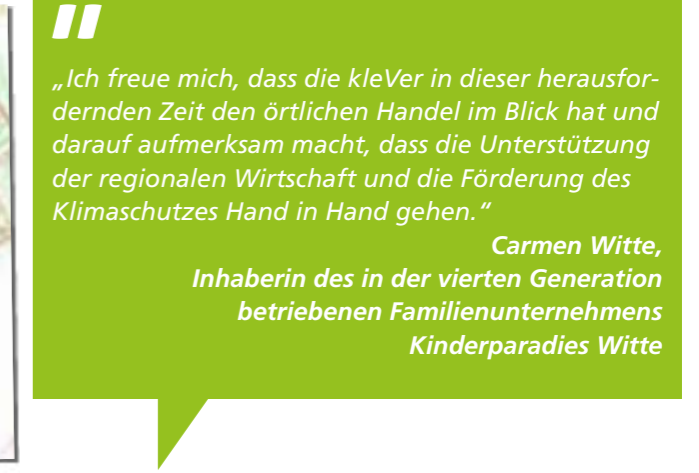 „Ich freue mich, dass die kleVer in dieser herausfor-
dernden Zeit den örtlichen Handel im Blick hat und
darauf aufmerksam macht, dass die Unterstützung
der regionalen Wirtschaft und die Förderung des
Klimaschutzes Hand in Hand gehen.“
Carmen Witte,
Inhaberin des in der vierten Generation
betriebenen Familienunternehmens
Kinderparadies Witte